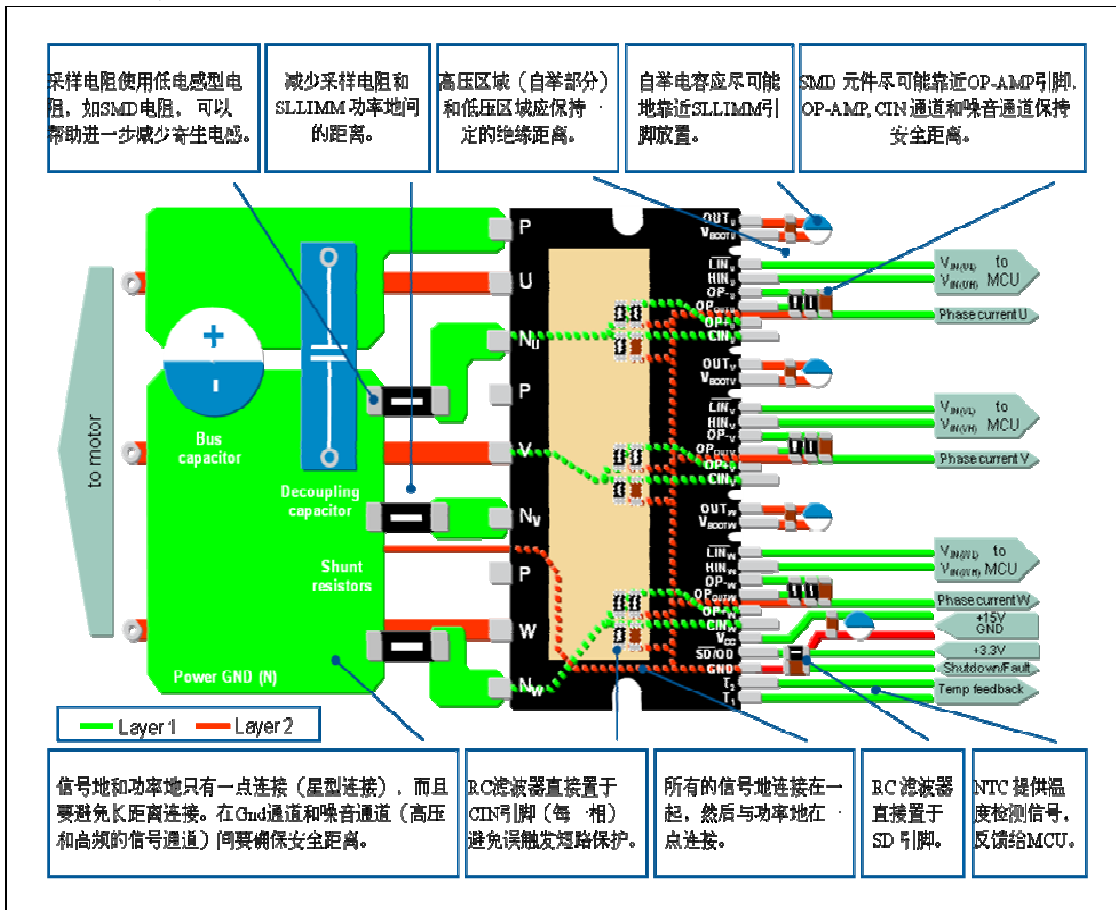 采样电阻使用低电感型电
阻，如SMD电阻，可以
帮助进一步减少寄生电感。
减少采样电阻和
SLLIMM 功率地间
的距离。
高压区域（自举部分）
和低压区域应保持一
定的绝缘距离。
自举电容应尽可能
地靠近SLLIMM引
脚放置。
SMD 元件尽可能靠近OP-AMP引脚.
OP-AMP, CIN 通道和噪音通道保持
安全距离。
to motor
+
-
Bus
capacitor
Decoupling
capacitor
Shunt
resistors
Power GND (N)
P
U
NU
P
V
NV
P
W
NW
OUTU
VBOOTU
LINU
HINU
OP-U
OPOUTU
OP+U
CINU
OUTV
VBOOTV
LINV
HINV
OP-V
OPOUTV
OP+V
CINV
OUTW
VBOOTW
LINW
HINW
OP-W
OPOUTW
OP+W
CINW
VCC
SD/OD
GND
T2
T1
VIN(UL) to
VIN(UH) MCU
Phase current U
VIN(VL) to
VIN(VH) MCU
Phase current V
VIN(WL) to
VIN(WH) MCU
Phase current W
+15V
GND
+3.3V
Shutdown/Fault
Temp feedback
Layer 1
Layer 2
信号地和功率地只有一点连接（星型连接），而且
要避免长距离连接。在Gnd通道和噪音通道（高压
和高频的信号通道）间要确保安全距离。
RC滤波器直接置于
CIN引脚（每一相）
避免误触发短路保护。
所有的信号地连接在一
起，然后与功率地在一
点连接。
RC 滤波器
直接置于
SD 引脚。
NTC 提供温
度检测信号，
反馈给MCU。